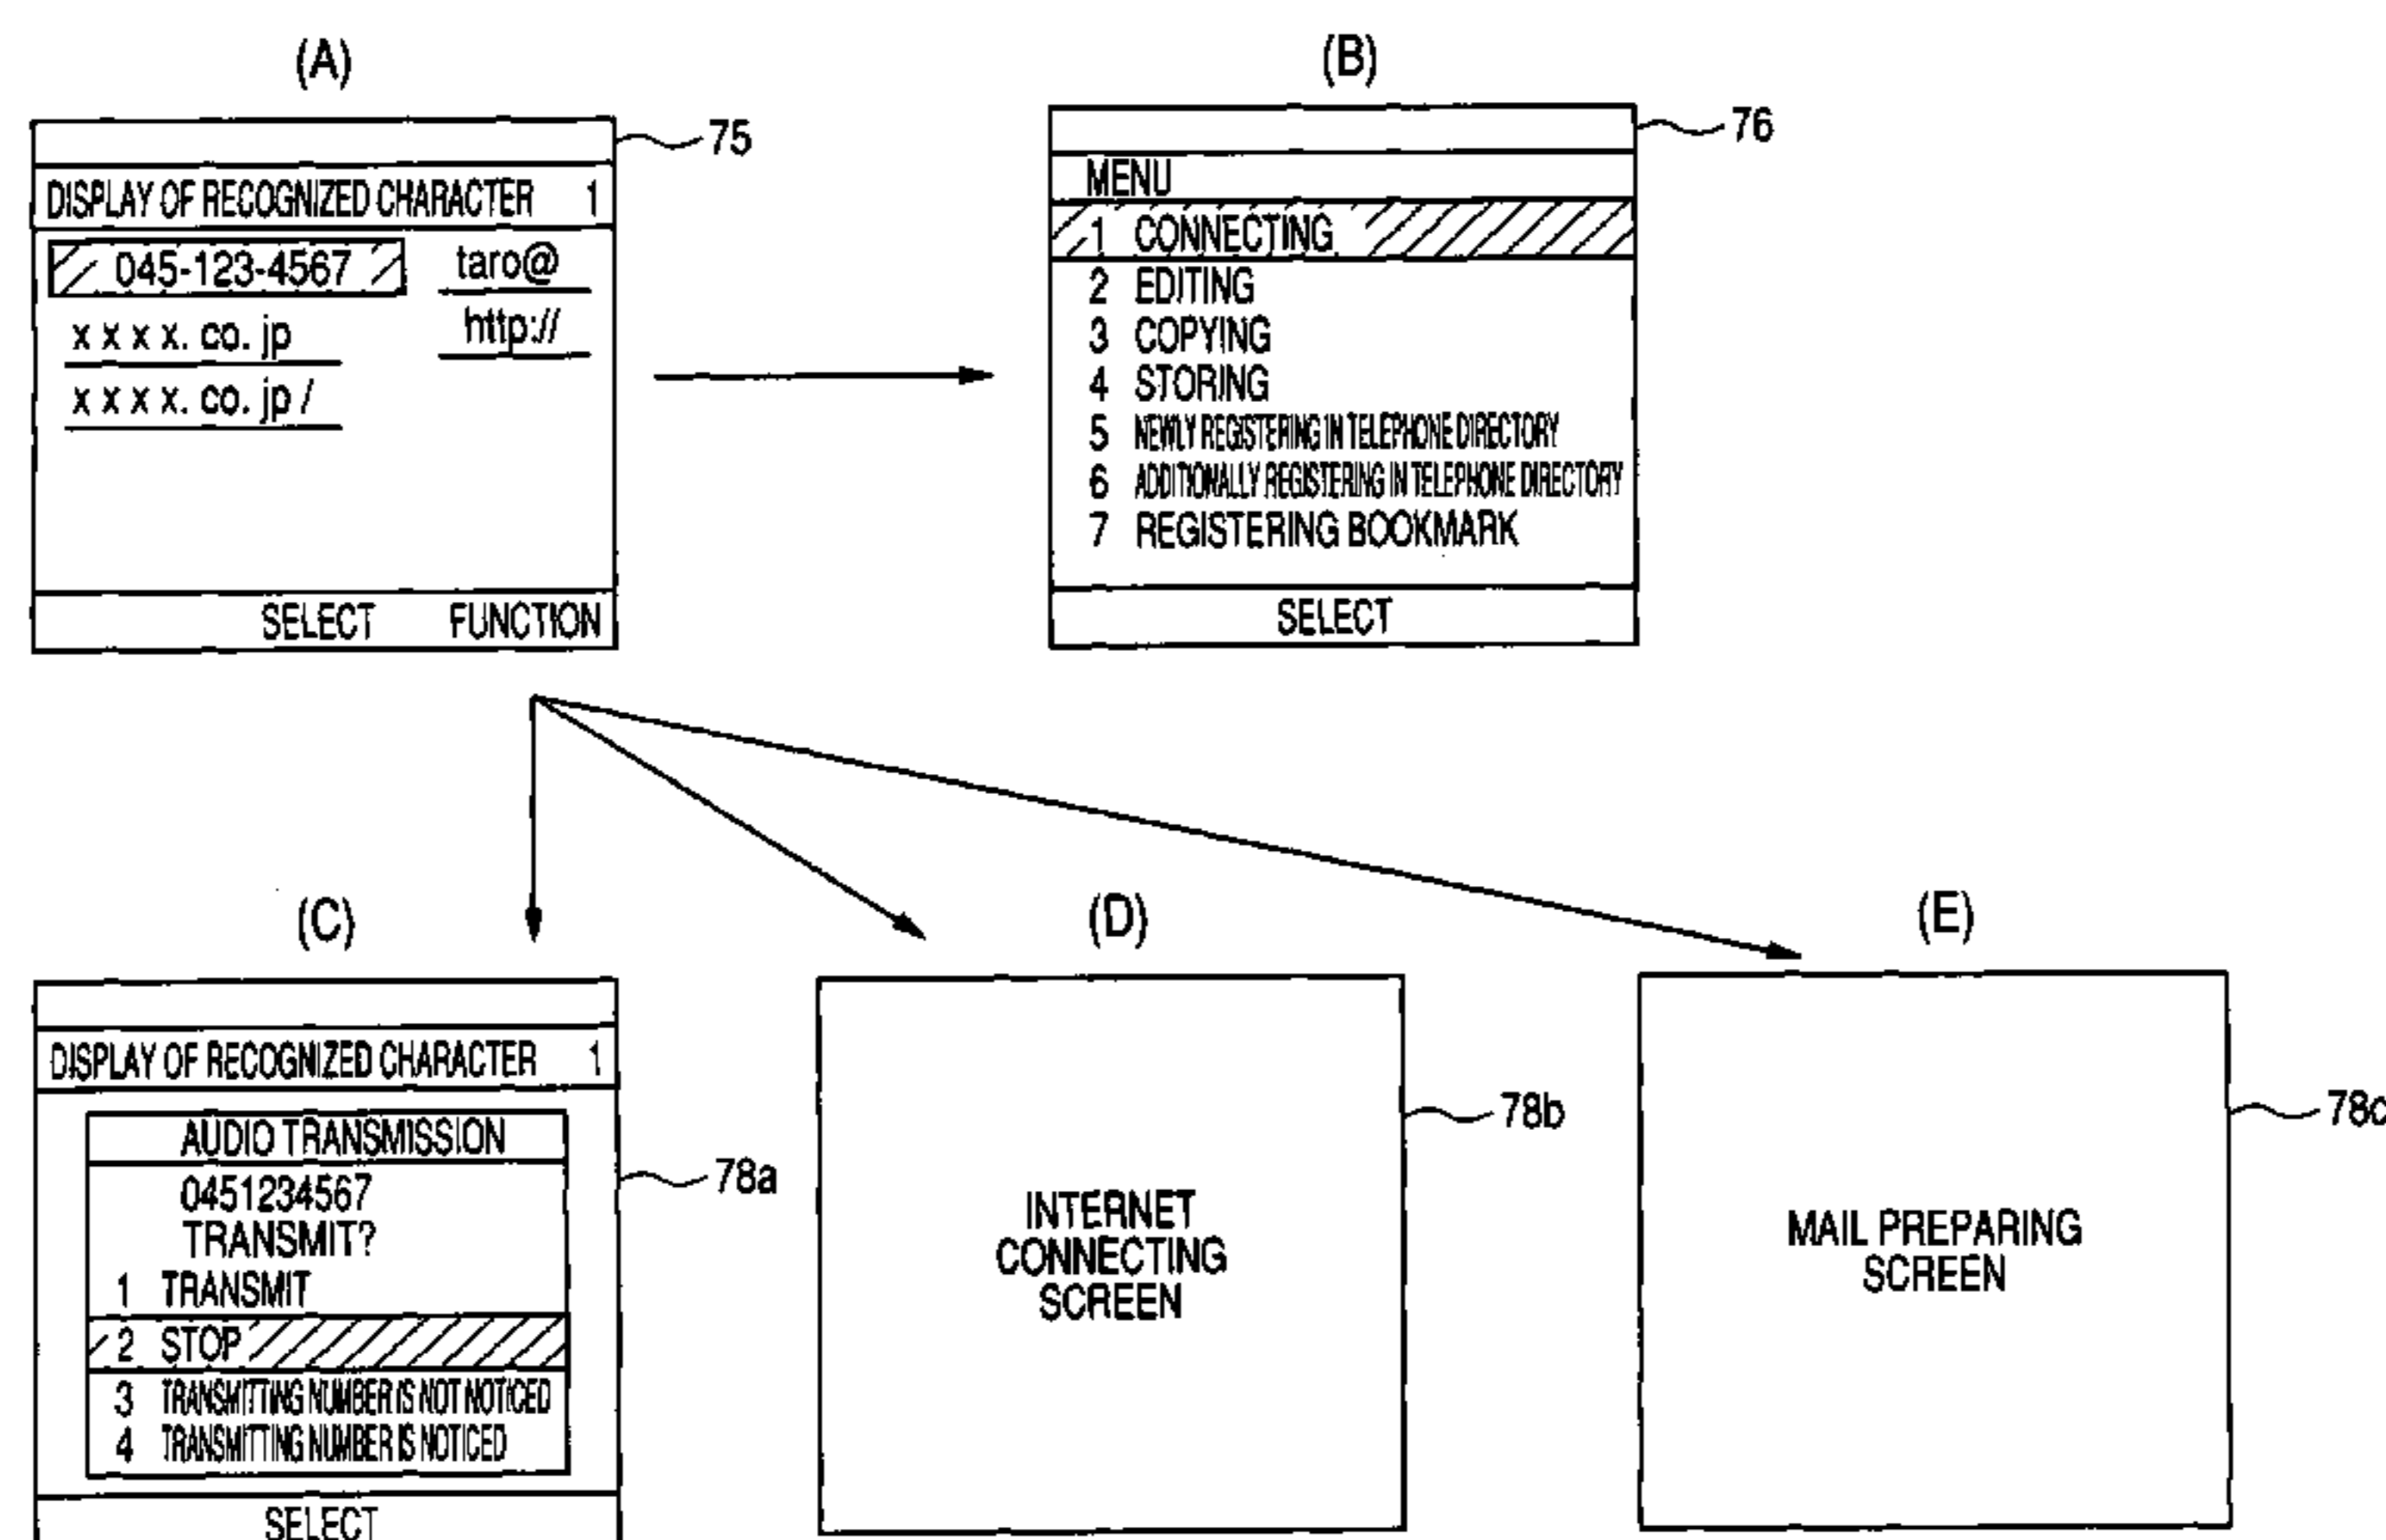 (A)
75
DISPLAY OF RECOGNIZED CHARACTER 1
045-123-4567 taro@
xxxx. co. jp http://
xxxx. co. jp /
SELECT FUNCTION
(B)
76
MENU
1 CONNECTING
2 EDITING
3 COPYING
4 STORING
5 NEWLY REGISTERING IN TELEPHONE DIRECTORY
6 ADDITIONALLY REGISTERING IN TELEPHONE DIRECTORY
7 REGISTERING BOOKMARK
SELECT
(C)
DISPLAY OF RECOGNIZED CHARACTER 1
AUDIO TRANSMISSION
78a
0451234567
TRANSMIT?
1 TRANSMIT
2 STOP
3 TRANSMITTING NUMBER IS NOT NOTICED
4 TRANSMITTING NUMBER IS NOTICED
SELECT
(D)
78b
INTERNET
CONNECTING
SCREEN
(E)
78c
MAIL PREPARING
SCREEN